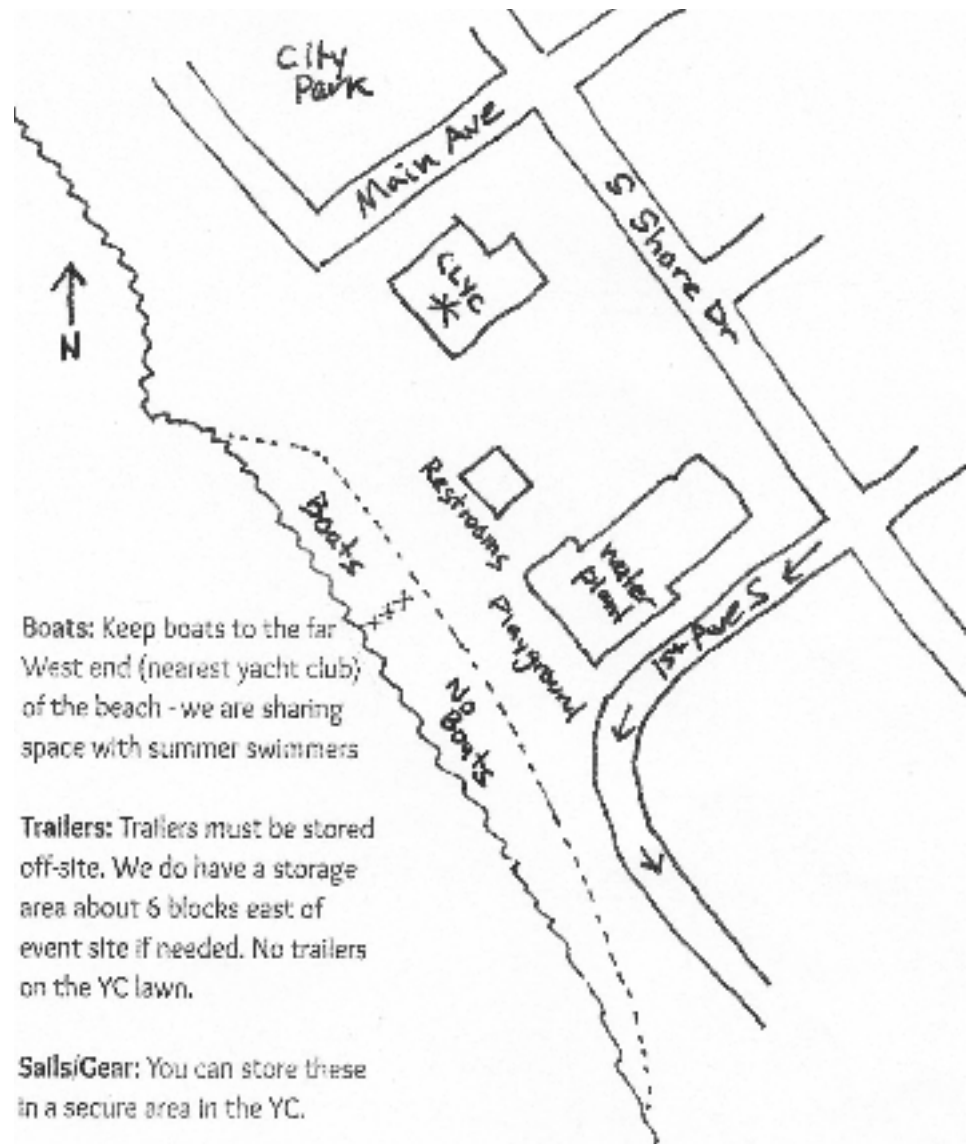 City
Park
Main Ave
S Shore Dr
CLYC
N
Restrooms
Boats
xxx
water
plant
1st Ave S
Playground
No
Boats
Boats: Keep boats to the far
West end (nearest yacht club)
of the beach - we are sharing
space with summer swimmers
Trailers: Trailers must be stored
off-site. We do have a storage
area about 6 blocks east of
event site if needed. No trailers
on the YC lawn.
Sails/Gear: You can store these
in a secure area in the YC.